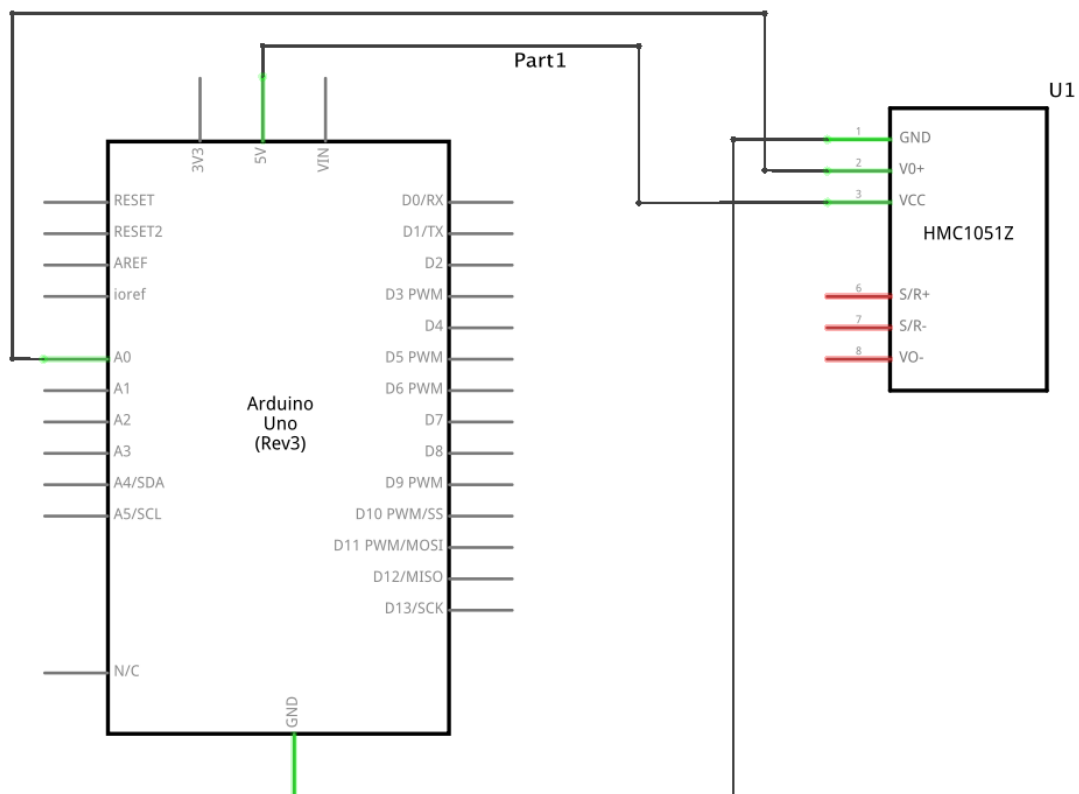 Part1
U1
3V3
5V
VIN
RESET
RESET2
AREF
ioref
A0
A1
A2
A3
A4/SDA
A5/SCL
N/C
D0/RX
D1/TX
D2
D3 PWM
D4
D5 PWM
D6 PWM
D7
D8
D9 PWM
D10 PWM/SS
D11 PWM/MOSI
D12/MISO
D13/SCK
Arduino
Uno
(Rev3)
GND
1 GND
2 V0+
3 VCC
HMC1051Z
6 S/R+
7 S/R-
8 VO-